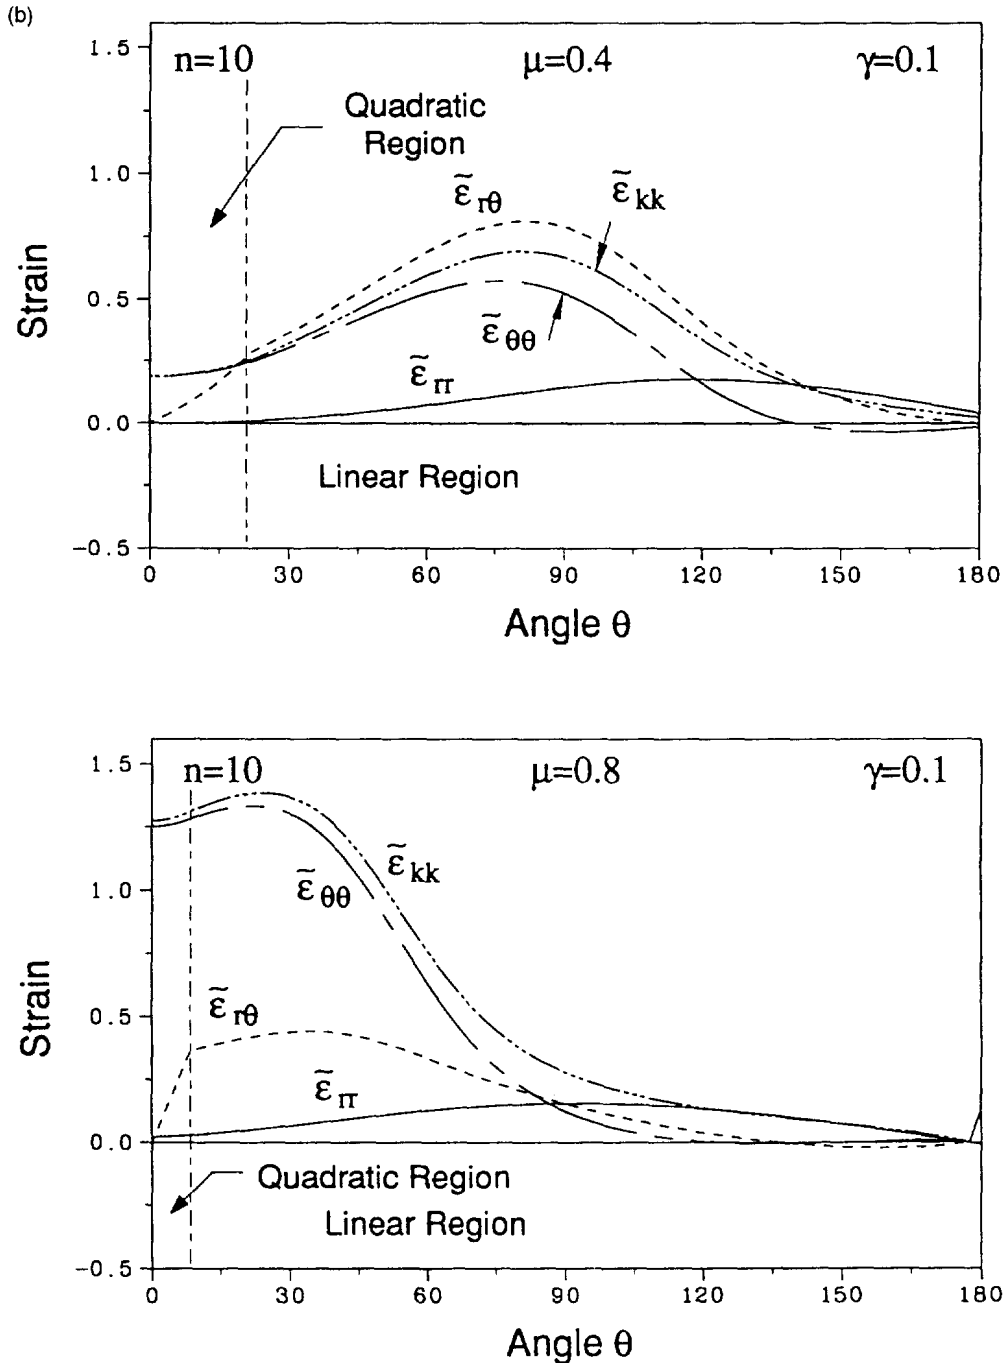 (b)
n=10 μ=0.4 γ=0.1
Quadratic
Region
ε̃rθ
ε̃kk
ε̃θθ
ε̃rr
Linear Region
Strain
1.5
1.0
0.5
0.0
-0.5
0 30 60 90 120 150 180
Angle θ
n=10 μ=0.8 γ=0.1
ε̃kk
ε̃θθ
ε̃rθ
ε̃rr
Quadratic Region
Linear Region
Strain
1.5
1.0
0.5
0.0
-0.5
0 30 60 90 120 150 180
Angle θ